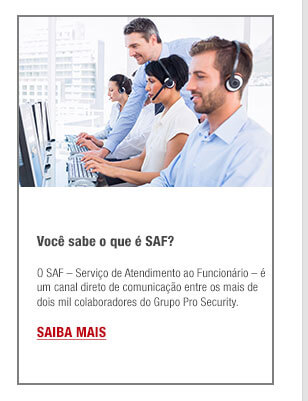 Você sabe o que é SAF?
O SAF – Serviço de Atendimento ao Funcionário – é
um canal direto de comunicação entre os mais de
dois mil colaboradores do Grupo Pro Security.
SAIBA MAIS